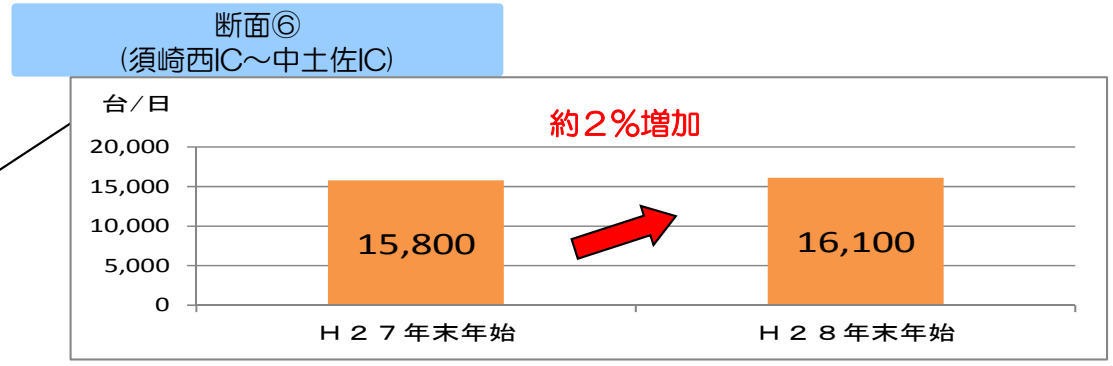 断面⑥
(須崎西IC～中土佐IC)
台/日
約２％増加
20,000
15,000
10,000
5,000
0
15,800
16,100
Ｈ２７年末年始
Ｈ２８年末年始